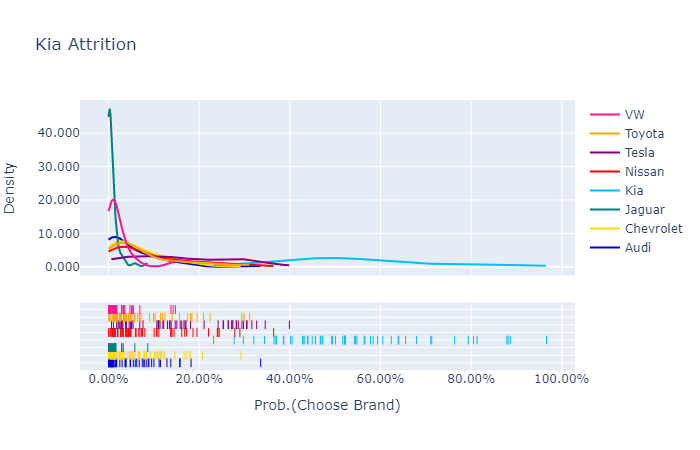 Kia Attrition
Density
40.000
30.000
20.000
10.000
0.000
VW
Toyota
Tesla
Nissan
Kia
Jaguar
Chevrolet
Audi
0.00% 20.00% 40.00% 60.00% 80.00% 100.00%
Prob.(Choose Brand)